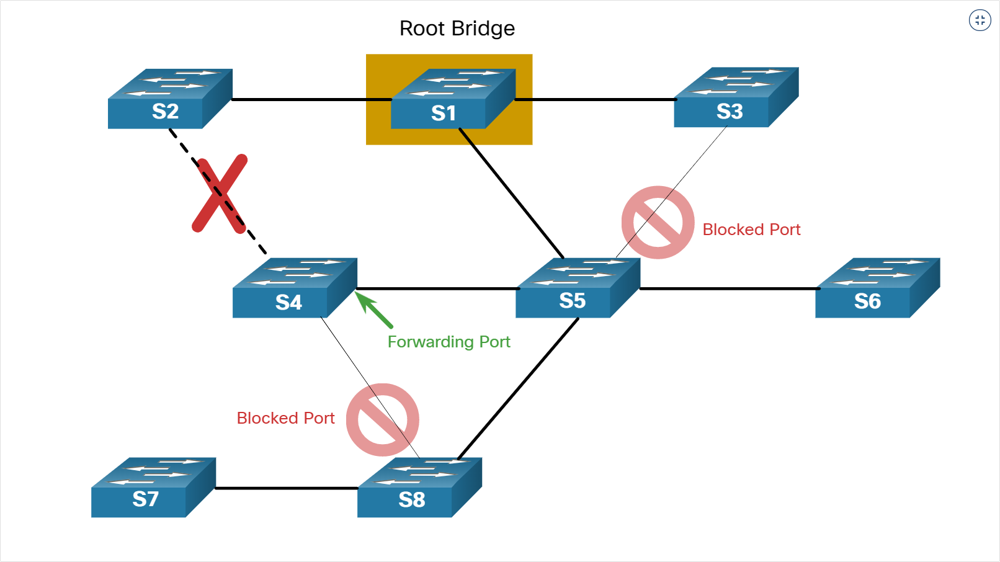 Root Bridge
S2
S1
S3
Blocked Port
S4
S5
S6
Forwarding Port
Blocked Port
S7
S8